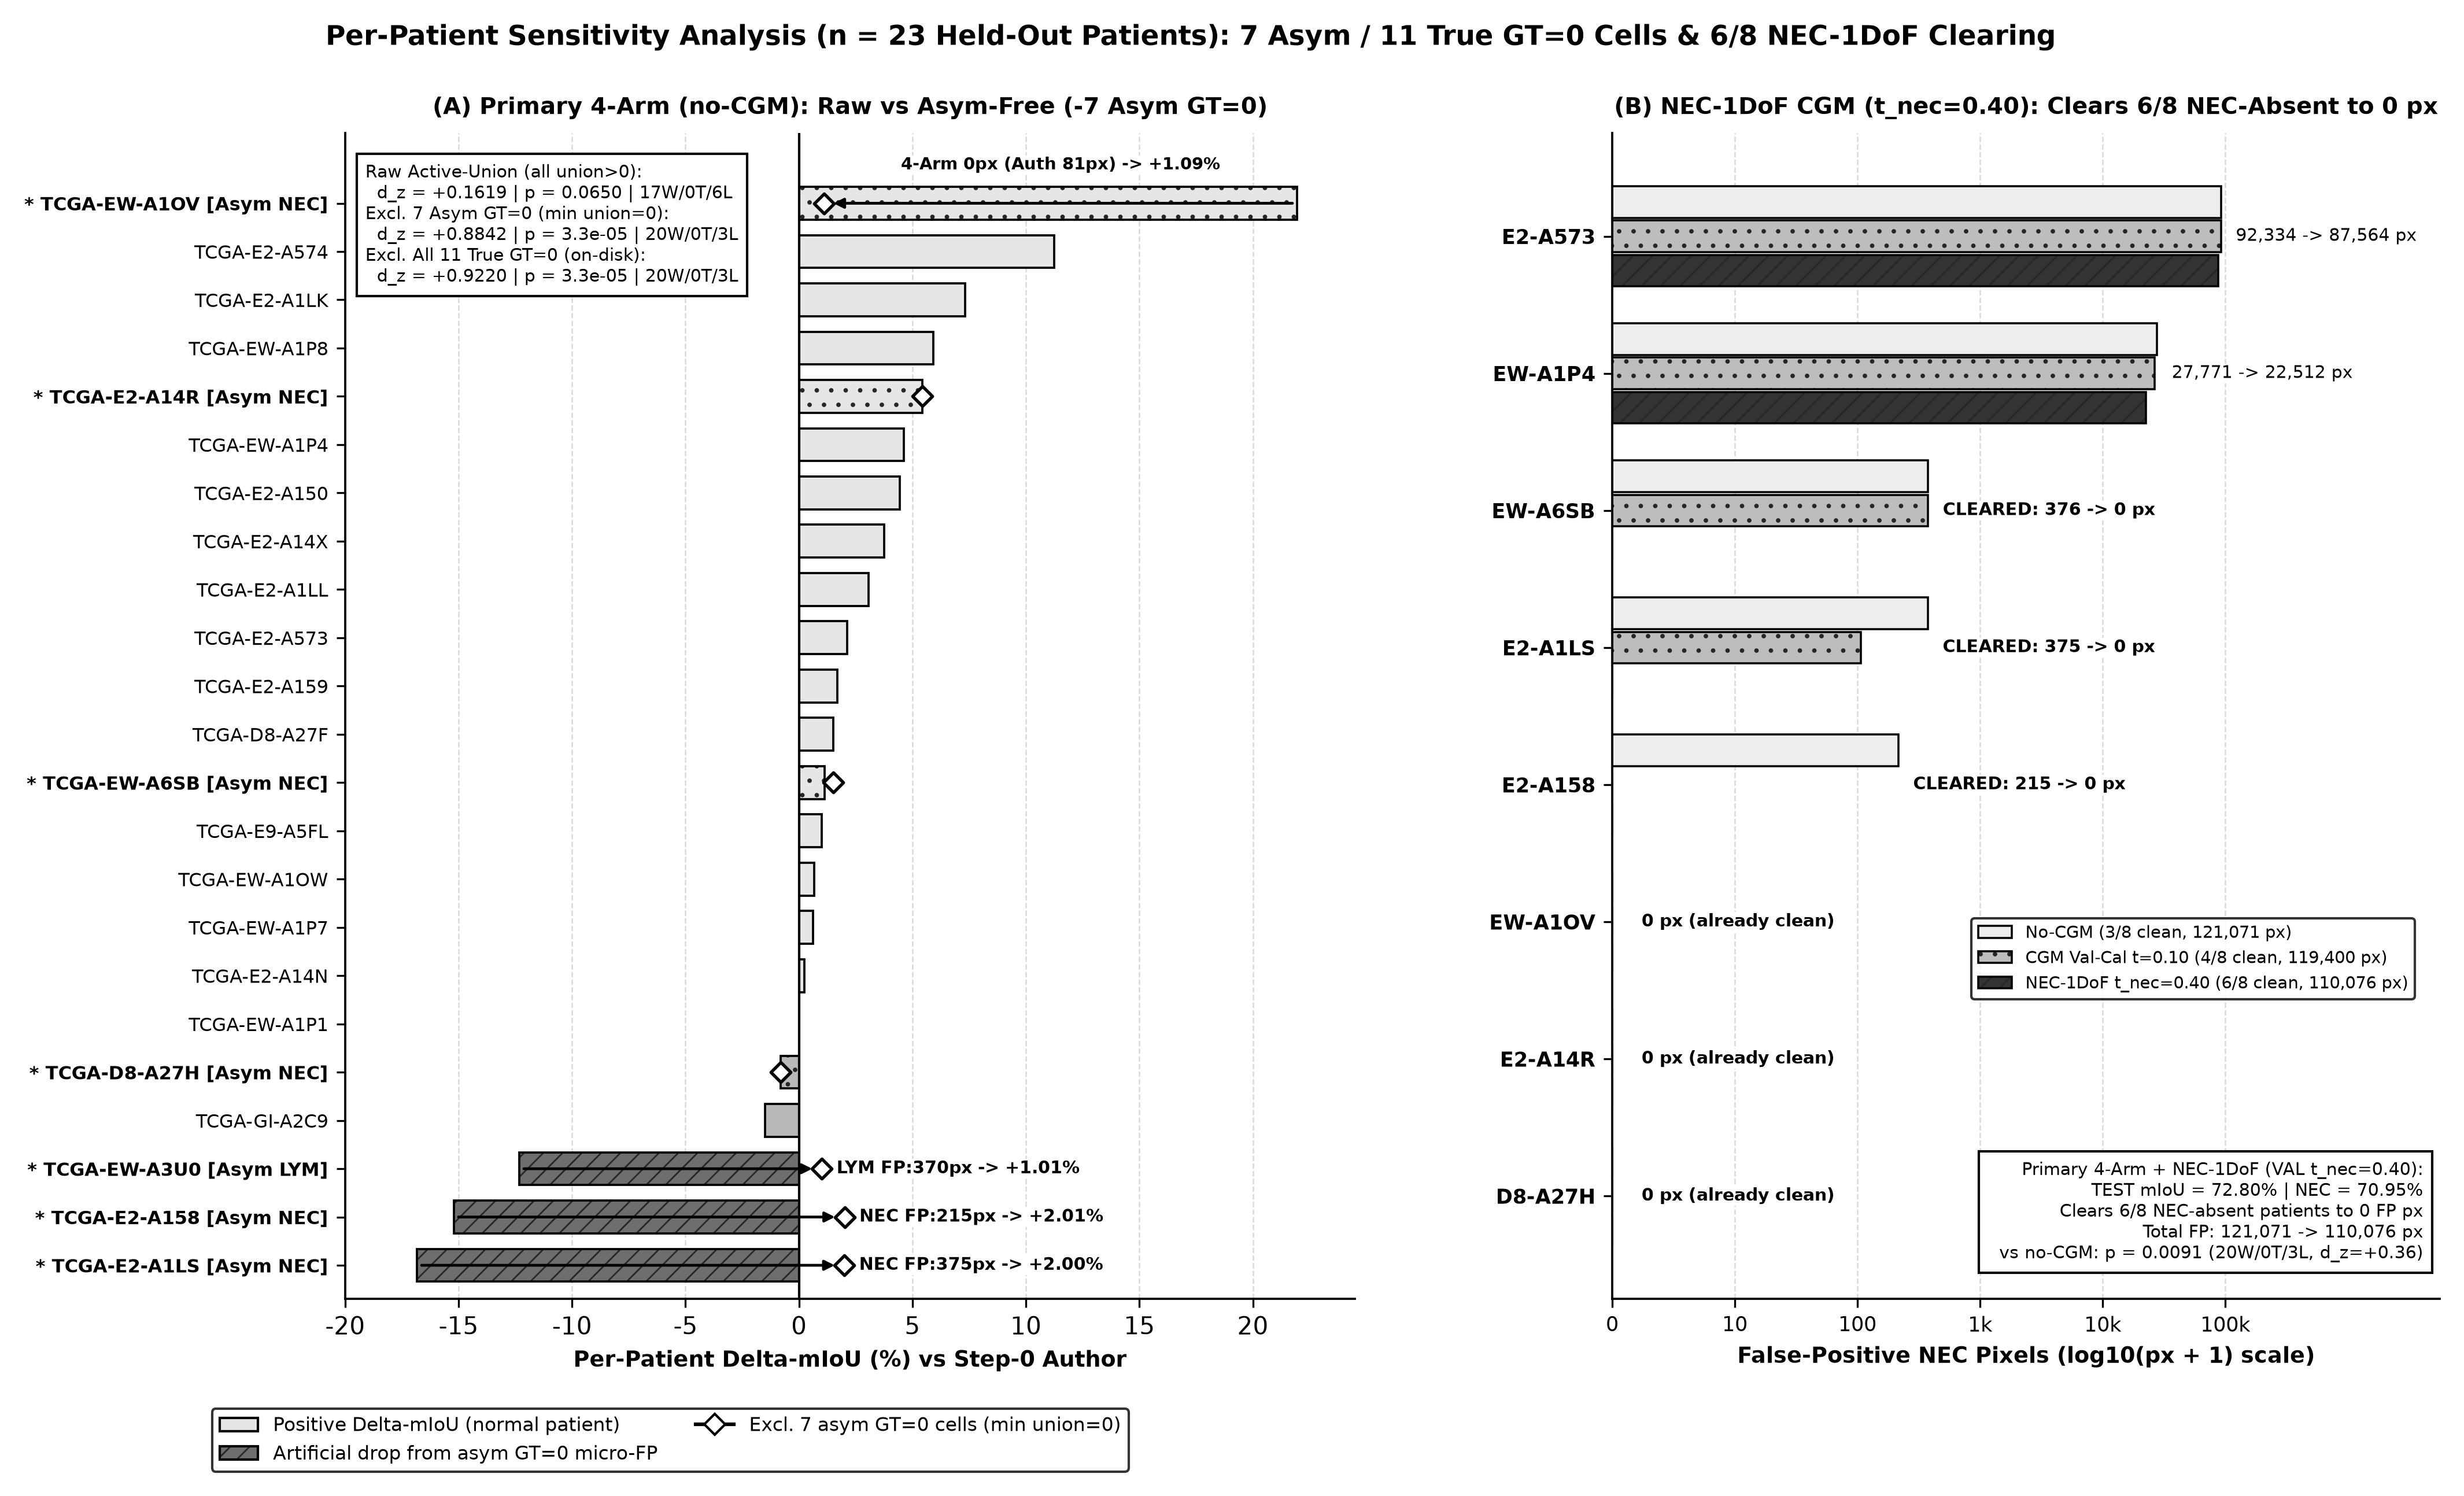 Per-Patient Sensitivity Analysis (n = 23 Held-Out Patients): 7 Asym / 11 True GT=0 Cells & 6/8 NEC-1DoF Clearing
(A) Primary 4-Arm (no-CGM): Raw vs Asym-Free (-7 Asym GT=0)
Raw Active-Union (all union>0):
d_z = +0.1619 | p = 0.0650 | 17W/0T/6L
Excl. 7 Asym GT=0 (min union=0):
d_z = +0.8842 | p = 3.3e-05 | 20W/0T/3L
Excl. All 11 True GT=0 (on-disk):
d_z = +0.9220 | p = 3.3e-05 | 20W/0T/3L
4-Arm 0px (Auth 81px) -> +1.09%
* TCGA-EW-A1OV [Asym NEC]
TCGA-E2-A574
TCGA-E2-A1LK
TCGA-EW-A1P8
* TCGA-E2-A14R [Asym NEC]
TCGA-EW-A1P4
TCGA-E2-A150
TCGA-E2-A14X
TCGA-E2-A1LL
TCGA-E2-A573
TCGA-E2-A159
TCGA-D8-A27F
* TCGA-EW-A6SB [Asym NEC]
TCGA-E9-A5FL
TCGA-EW-A1OW
TCGA-EW-A1P7
TCGA-E2-A14N
TCGA-EW-A1P1
* TCGA-D8-A27H [Asym NEC]
TCGA-GI-A2C9
* TCGA-EW-A3U0 [Asym LYM]
LYM FP:370px -> +1.01%
* TCGA-E2-A158 [Asym NEC]
NEC FP:215px -> +2.01%
* TCGA-E2-A1LS [Asym NEC]
NEC FP:375px -> +2.00%
-20 -15 -10 -5 0 5 10 15 20
Per-Patient Delta-mIoU (%) vs Step-0 Author
Positive Delta-mIoU (normal patient)
Artificial drop from asym GT=0 micro-FP
Excl. 7 asym GT=0 cells (min union=0)
(B) NEC-1DoF CGM (t_nec=0.40): Clears 6/8 NEC-Absent to 0 px
E2-A573
92,334 -> 87,564 px
EW-A1P4
27,771 -> 22,512 px
EW-A6SB
CLEARED: 376 -> 0 px
E2-A1LS
CLEARED: 375 -> 0 px
E2-A158
CLEARED: 215 -> 0 px
EW-A1OV
0 px (already clean)
No-CGM (3/8 clean, 121,071 px)
CGM Val-Cal t=0.10 (4/8 clean, 119,400 px)
NEC-1DoF t_nec=0.40 (6/8 clean, 110,076 px)
E2-A14R
0 px (already clean)
D8-A27H
0 px (already clean)
Primary 4-Arm + NEC-1DoF (VAL t_nec=0.40):
TEST mIoU = 72.80% | NEC = 70.95%
Clears 6/8 NEC-absent patients to 0 FP px
Total FP: 121,071 -> 110,076 px
vs no-CGM: p = 0.0091 (20W/0T/3L, d_z=+0.36)
0 10 100 1k 10k 100k
False-Positive NEC Pixels (log10(px + 1) scale)